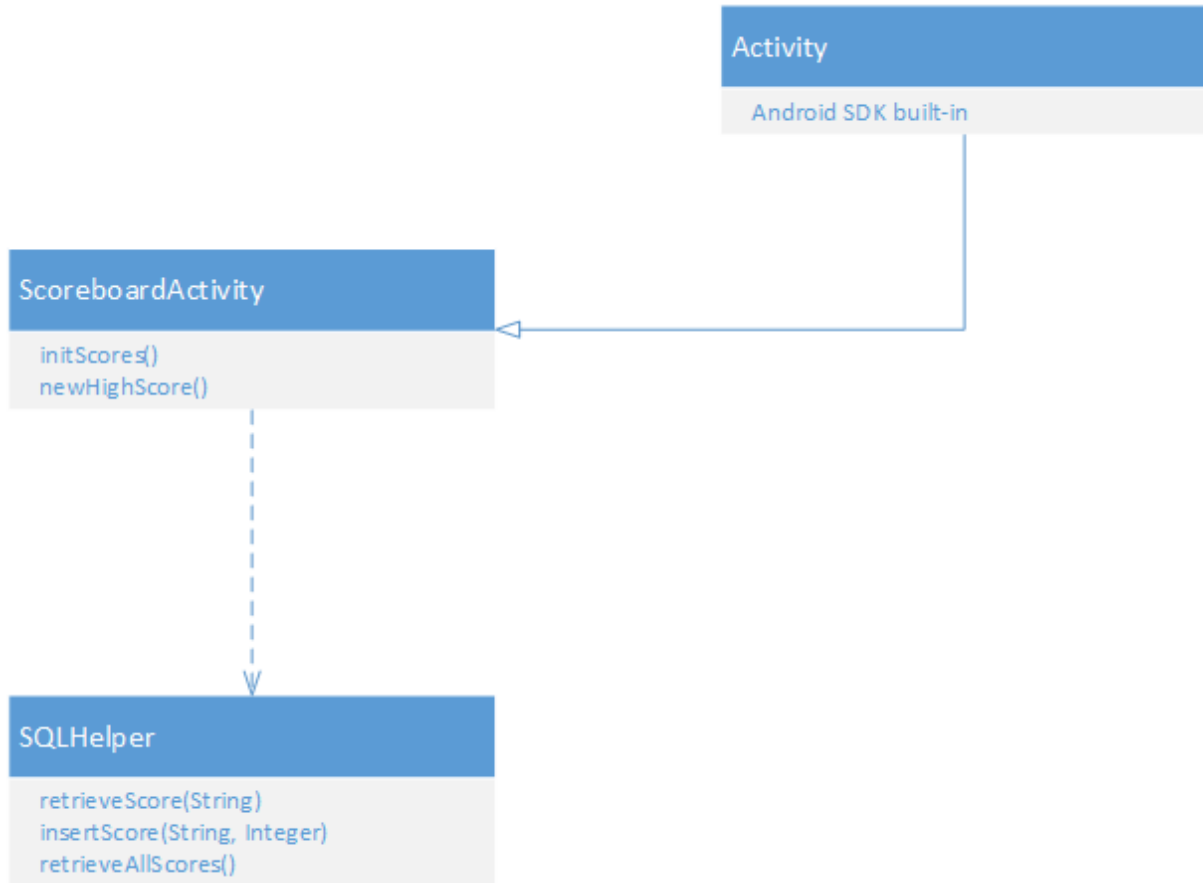 Activity
Android SDK built-in
ScoreboardActivity
initScores()
newHighScore()
SQLHelper
retrieveScore(String)
insertScore(String, Integer)
retrieveAllScores()